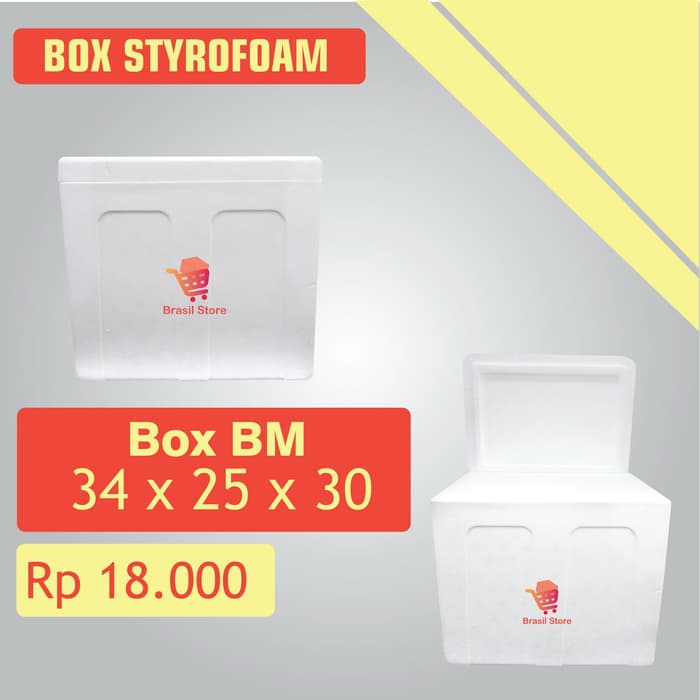 BOX STYROFOAM
Brasil Store
Box BM
34 x 25 x 30
Rp 18.000
Brasil Store